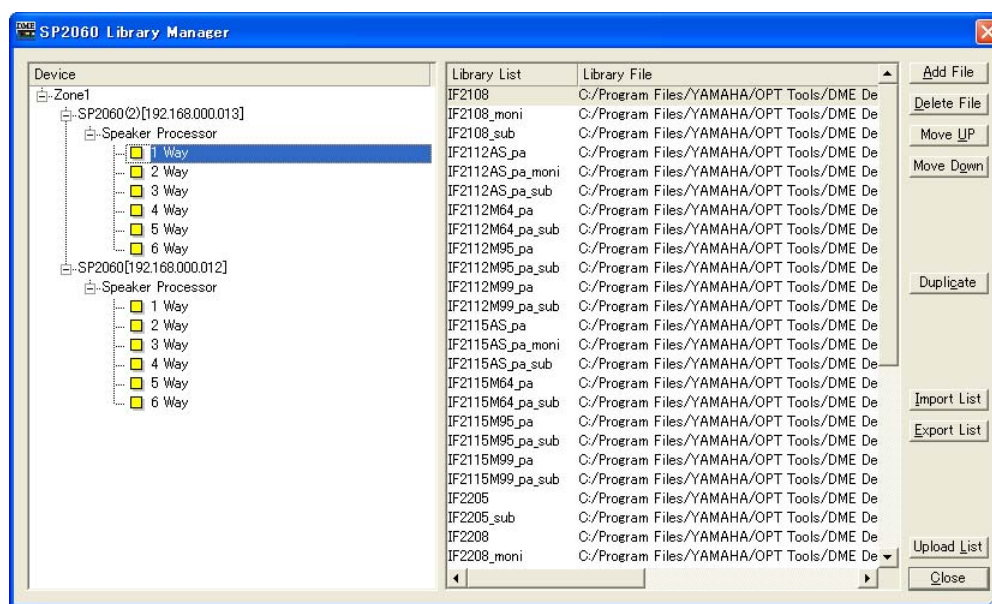 DME SP2060 Library Manager
Device
Zone1
SP2060(2)[192.168.000.013]
Speaker Processor
1 Way
2 Way
3 Way
4 Way
5 Way
6 Way
SP2060[192.168.000.012]
Speaker Processor
1 Way
2 Way
3 Way
4 Way
5 Way
6 Way
Library List Library File
IF2108 C:/Program Files/YAMAHA/OPT Tools/DME De
IF2108_moni C:/Program Files/YAMAHA/OPT Tools/DME De
IF2108_sub C:/Program Files/YAMAHA/OPT Tools/DME De
IF2112AS_pa C:/Program Files/YAMAHA/OPT Tools/DME De
IF2112AS_pa_moni C:/Program Files/YAMAHA/OPT Tools/DME De
IF2112AS_pa_sub C:/Program Files/YAMAHA/OPT Tools/DME De
IF2112M64_pa C:/Program Files/YAMAHA/OPT Tools/DME De
IF2112M64_pa_sub C:/Program Files/YAMAHA/OPT Tools/DME De
IF2112M95_pa C:/Program Files/YAMAHA/OPT Tools/DME De
IF2112M95_pa_sub C:/Program Files/YAMAHA/OPT Tools/DME De
IF2112M99_pa C:/Program Files/YAMAHA/OPT Tools/DME De
IF2112M99_pa_sub C:/Program Files/YAMAHA/OPT Tools/DME De
IF2115AS_pa C:/Program Files/YAMAHA/OPT Tools/DME De
IF2115AS_pa_moni C:/Program Files/YAMAHA/OPT Tools/DME De
IF2115AS_pa_sub C:/Program Files/YAMAHA/OPT Tools/DME De
IF2115M64_pa C:/Program Files/YAMAHA/OPT Tools/DME De
IF2115M64_pa_sub C:/Program Files/YAMAHA/OPT Tools/DME De
IF2115M95_pa C:/Program Files/YAMAHA/OPT Tools/DME De
IF2115M95_pa_sub C:/Program Files/YAMAHA/OPT Tools/DME De
IF2115M99_pa C:/Program Files/YAMAHA/OPT Tools/DME De
IF2115M99_pa_sub C:/Program Files/YAMAHA/OPT Tools/DME De
IF2205 C:/Program Files/YAMAHA/OPT Tools/DME De
IF2205_sub C:/Program Files/YAMAHA/OPT Tools/DME De
IF2208 C:/Program Files/YAMAHA/OPT Tools/DME De
IF2208_moni C:/Program Files/YAMAHA/OPT Tools/DME De
Add File
Delete File
Move UP
Move Down
Duplicate
Import List
Export List
Upload List
Close